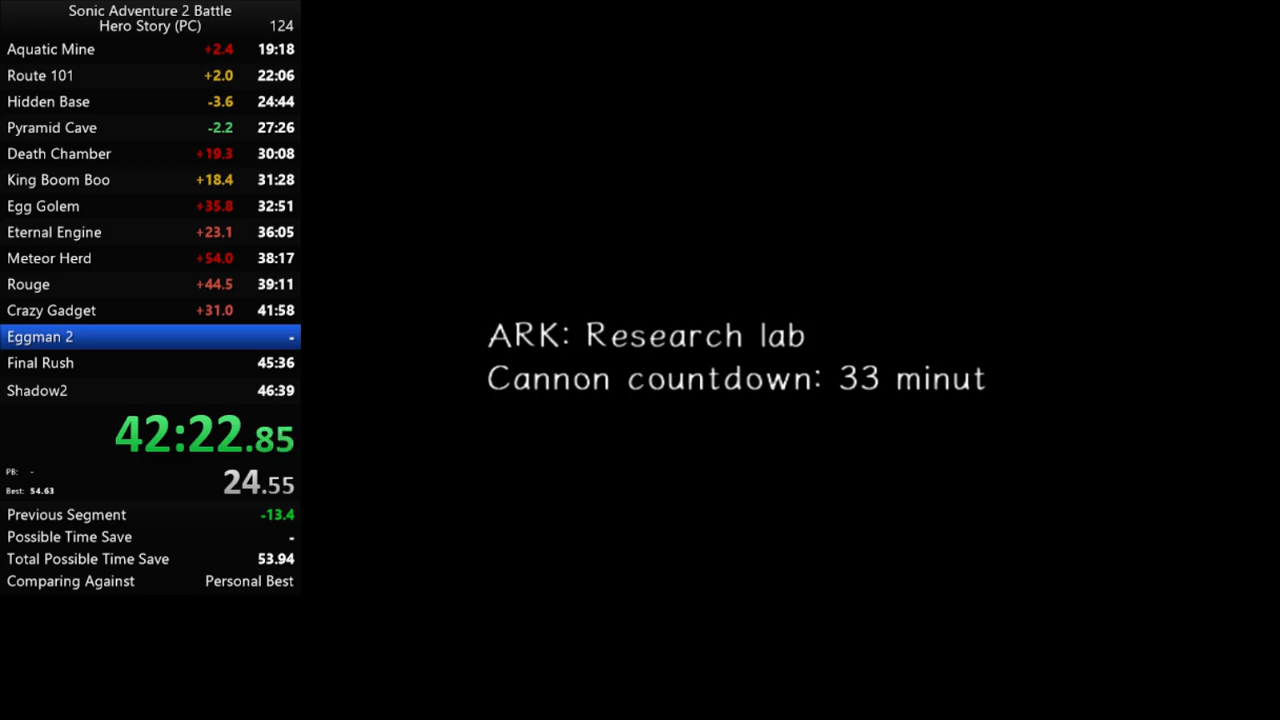 Sonic Adventure 2 Battle
Hero Story (PC) 124
Aquatic Mine +2.4 19:18
Route 101 +2.0 22:06
Hidden Base -3.6 24:44
Pyramid Cave -2.2 27:26
Death Chamber +19.3 30:08
King Boom Boo +18.4 31:28
Egg Golem +35.8 32:51
Eternal Engine +23.1 36:05
Meteor Herd +54.0 38:17
Rouge +44.5 39:11
Crazy Gadget +31.0 41:58
Eggman 2 -
Final Rush 45:36
Shadow2 46:39
42:22.85
PB: -
24.55
Best: 54.63
Previous Segment -13.4
Possible Time Save -
Total Possible Time Save 53.94
Comparing Against Personal Best
ARK: Research lab
Cannon countdown: 33 minut